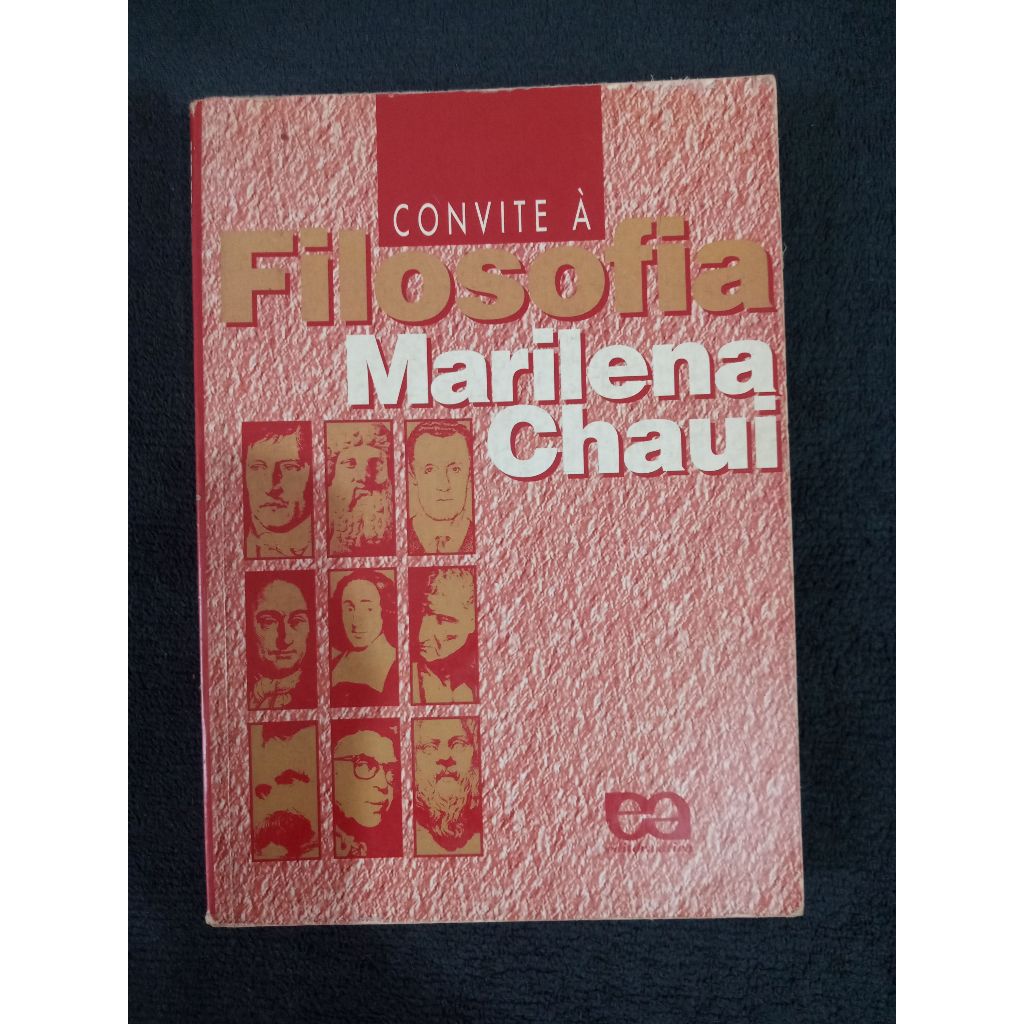 CONVITE À
Filosofia
Marilena
Chaui